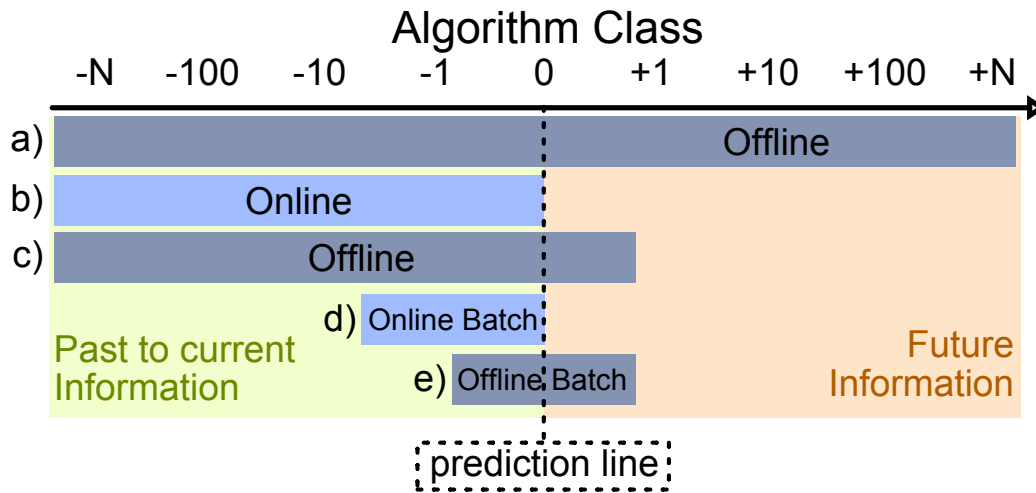 Algorithm Class
-N -100 -10 -1 0 +1 +10 +100 +N
a) Offline
b) Online
c) Offline
d) Online Batch
Past to current
Information
Future
Information
e) Offline Batch
prediction line